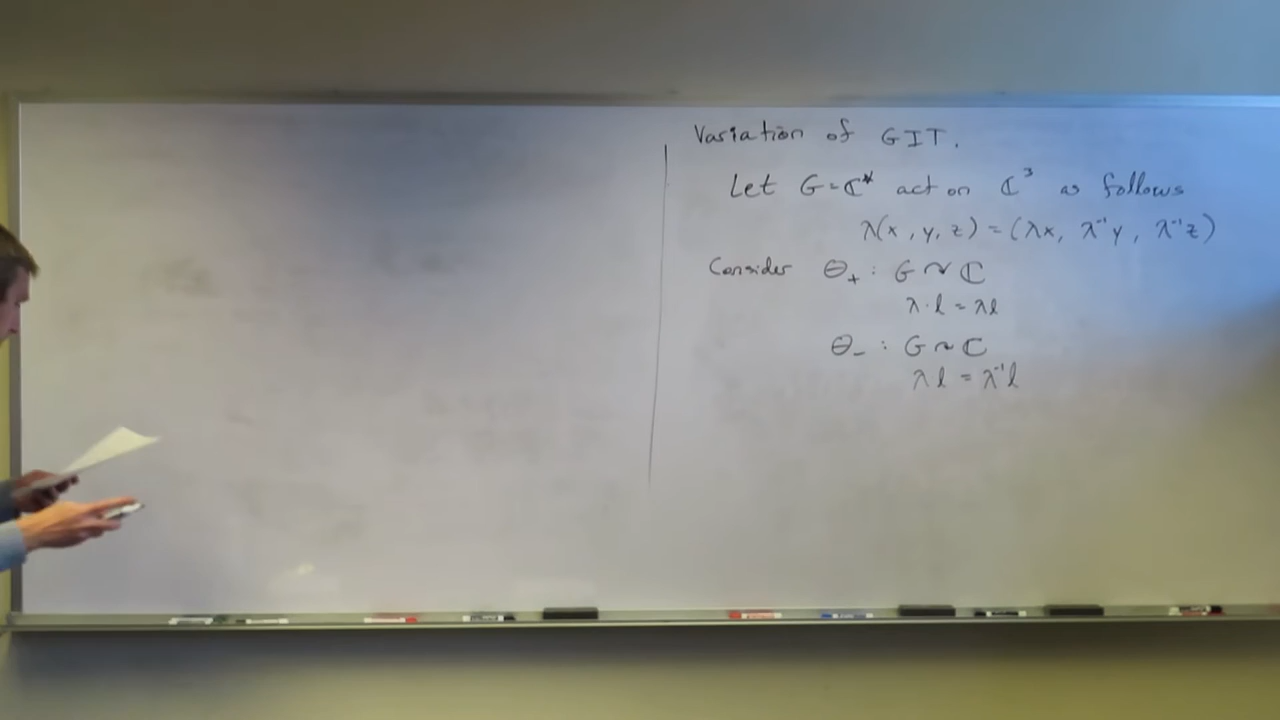 Variation of GIT.
Let G=ℂ* act on ℂ³ as follows
λ(x, y, z) = (λx, λ⁻¹y, λ⁻¹z)
Consider Θ₊ : G ↷ ℂ
λ·l = λl
Θ₋ : G ↷ ℂ
λ l = λ⁻¹l